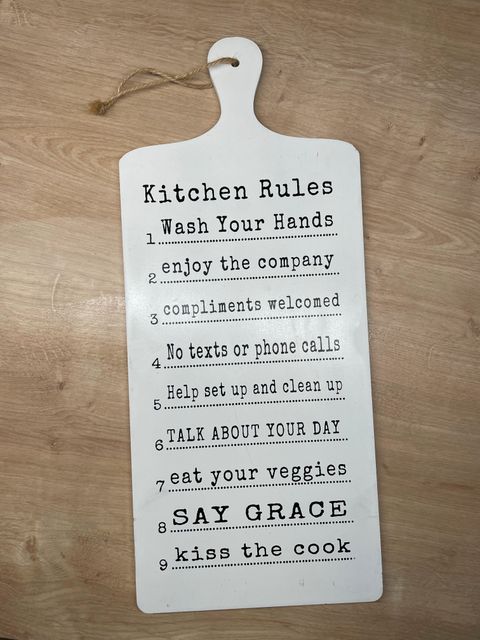 Kitchen Rules
1 Wash Your Hands
2 enjoy the company
3 compliments welcomed
4 No texts or phone calls
5 Help set up and clean up
6 TALK ABOUT YOUR DAY
7 eat your veggies
8 SAY GRACE
9 kiss the cook